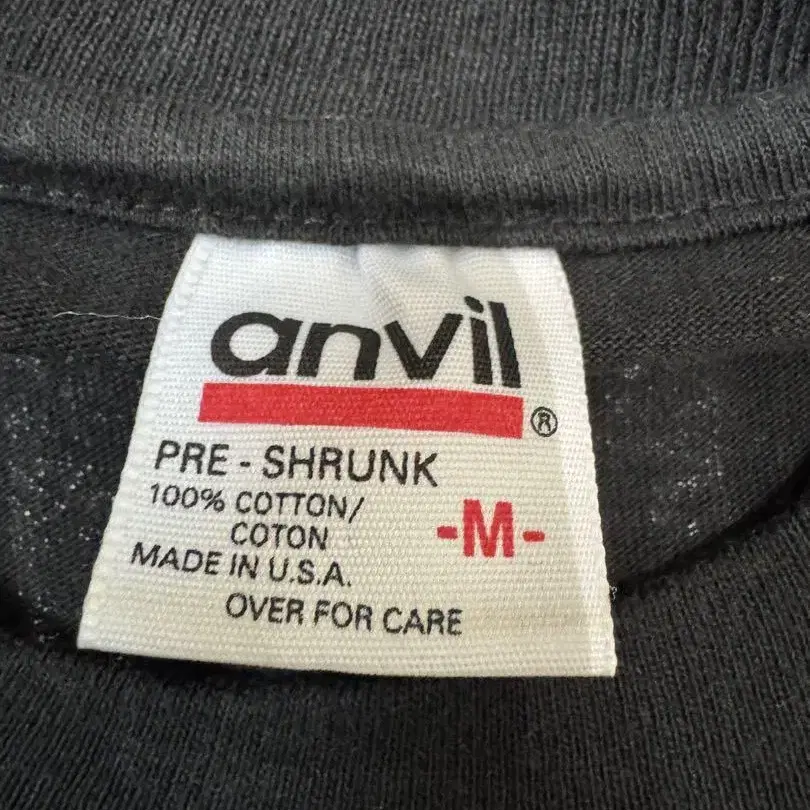 anvil®
PRE - SHRUNK
100% COTTON/
COTON
-M-
MADE IN U.S.A.
OVER FOR CARE